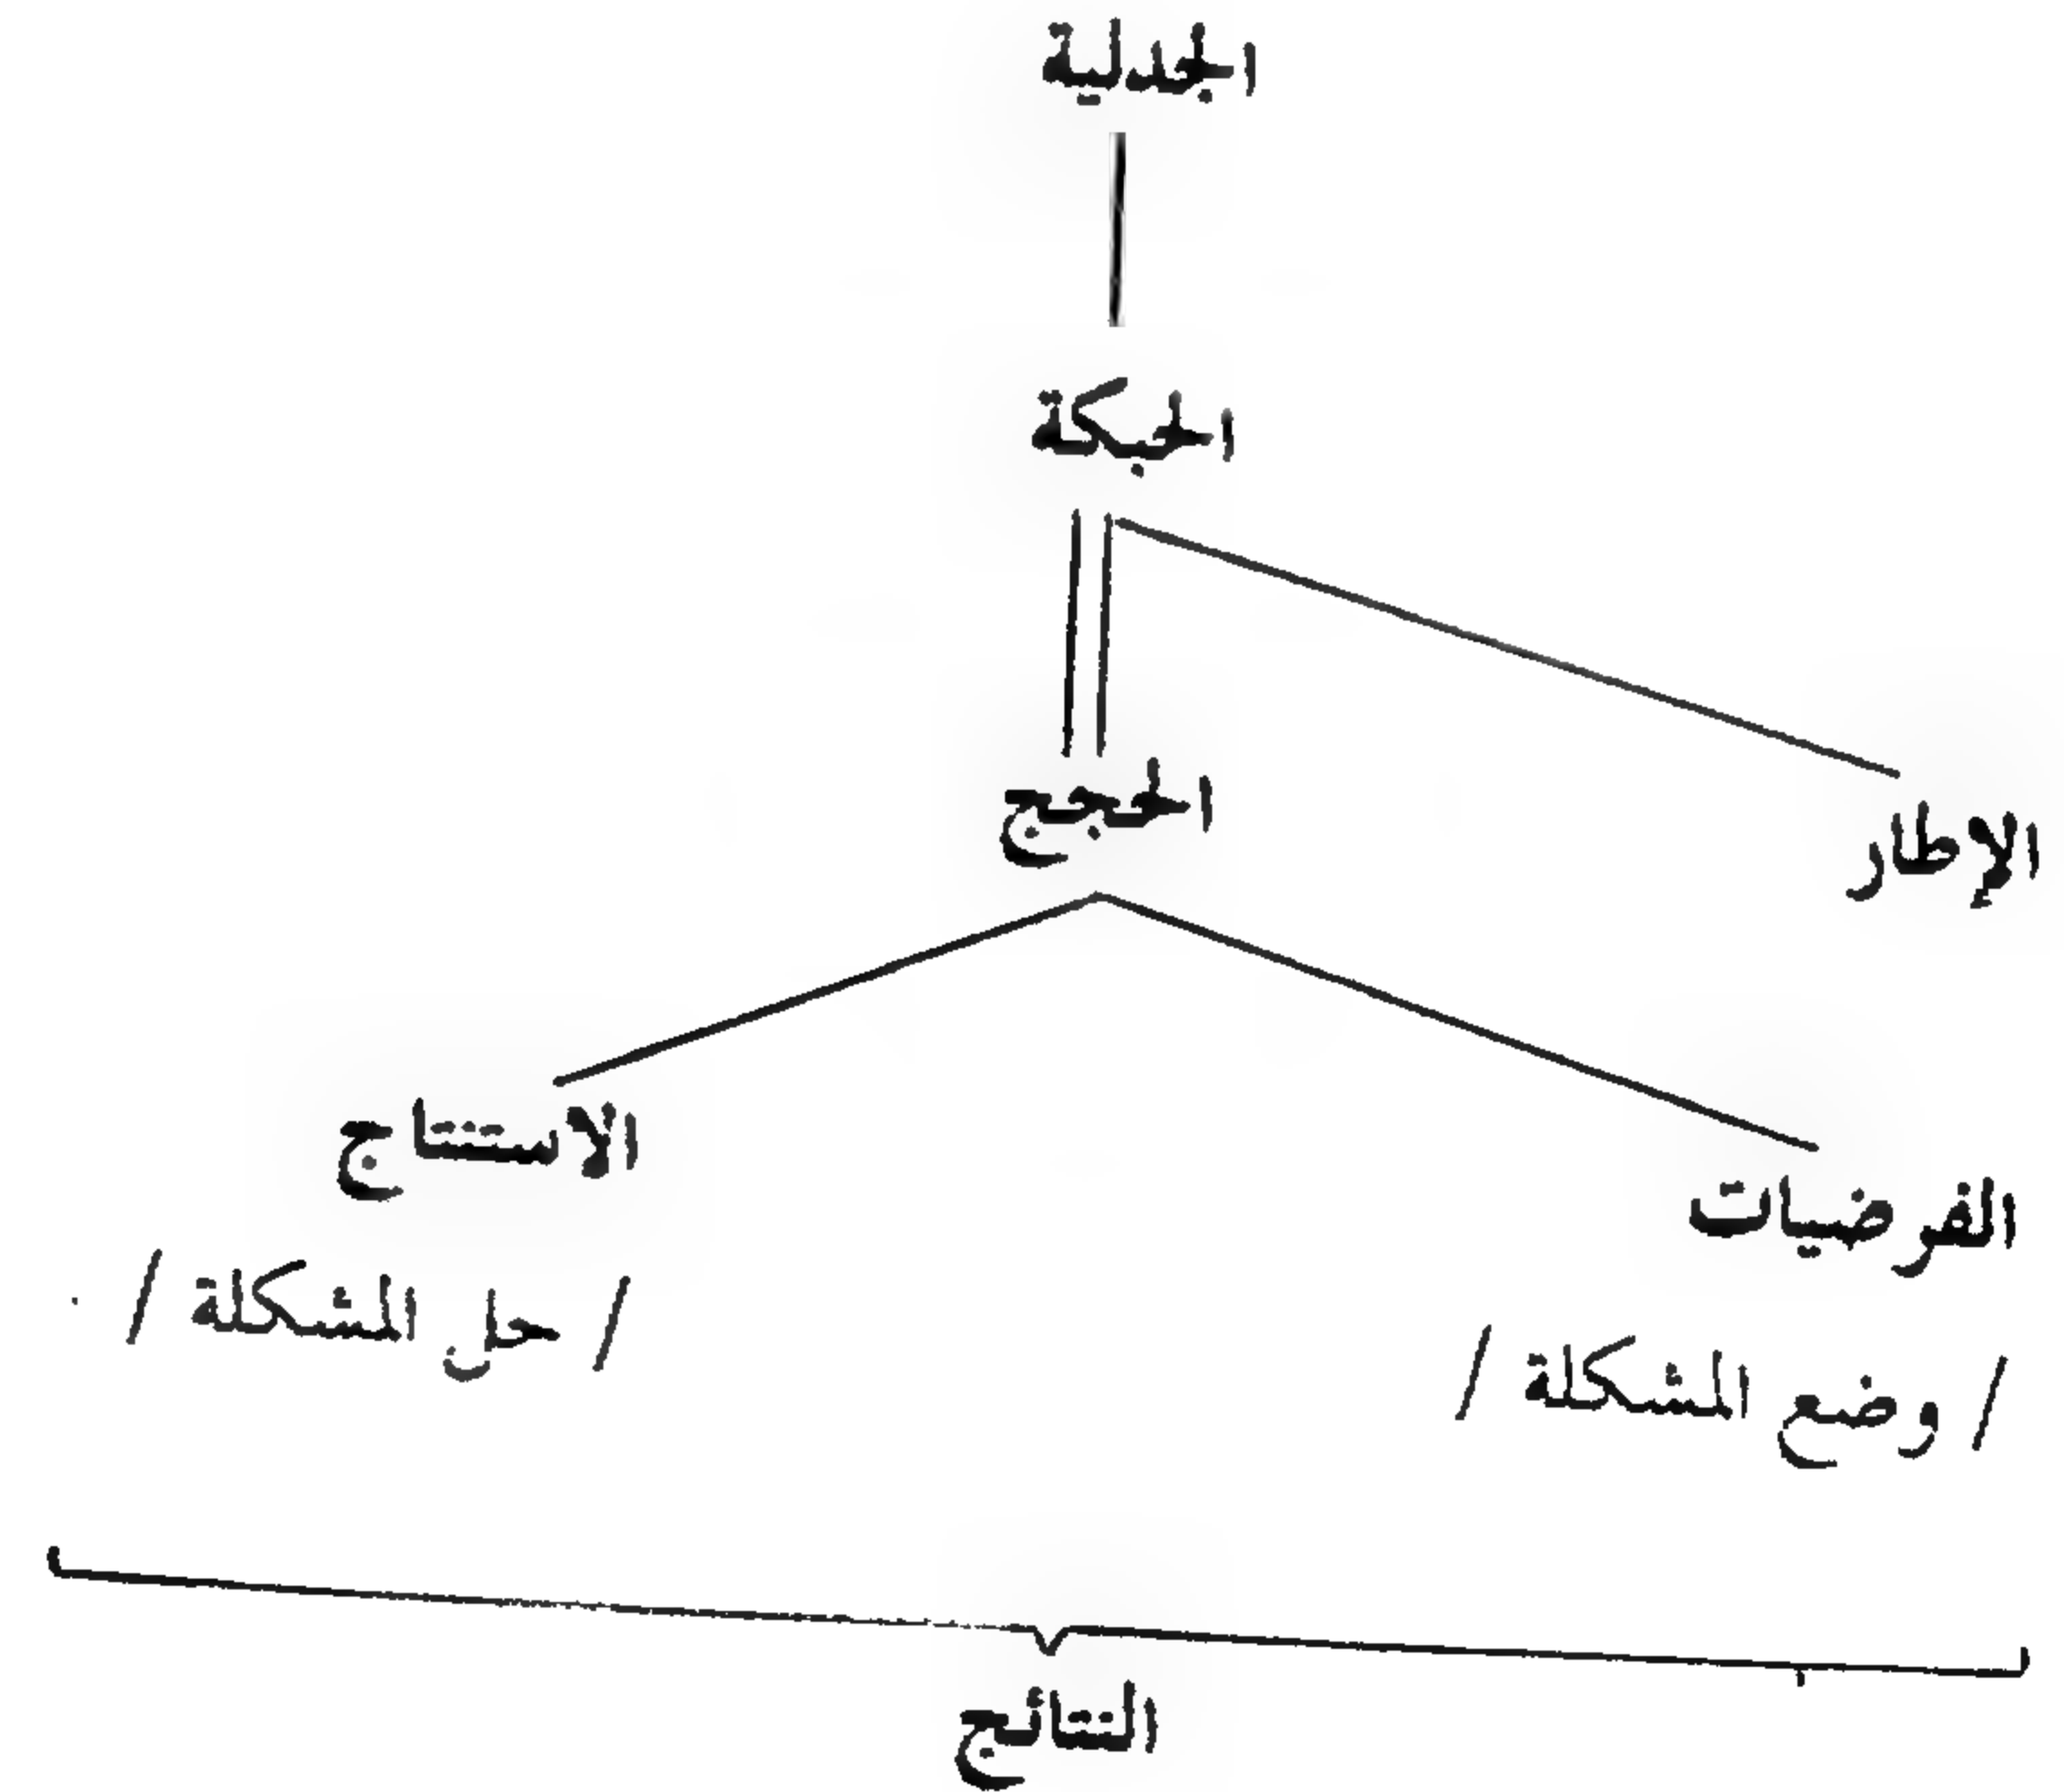 الجدلية
الحبكة
الحجج
الإطار
الاستنتاج
/ حل المشكلة /
الفرضيات
/ وضع المشكلة /
النتائج